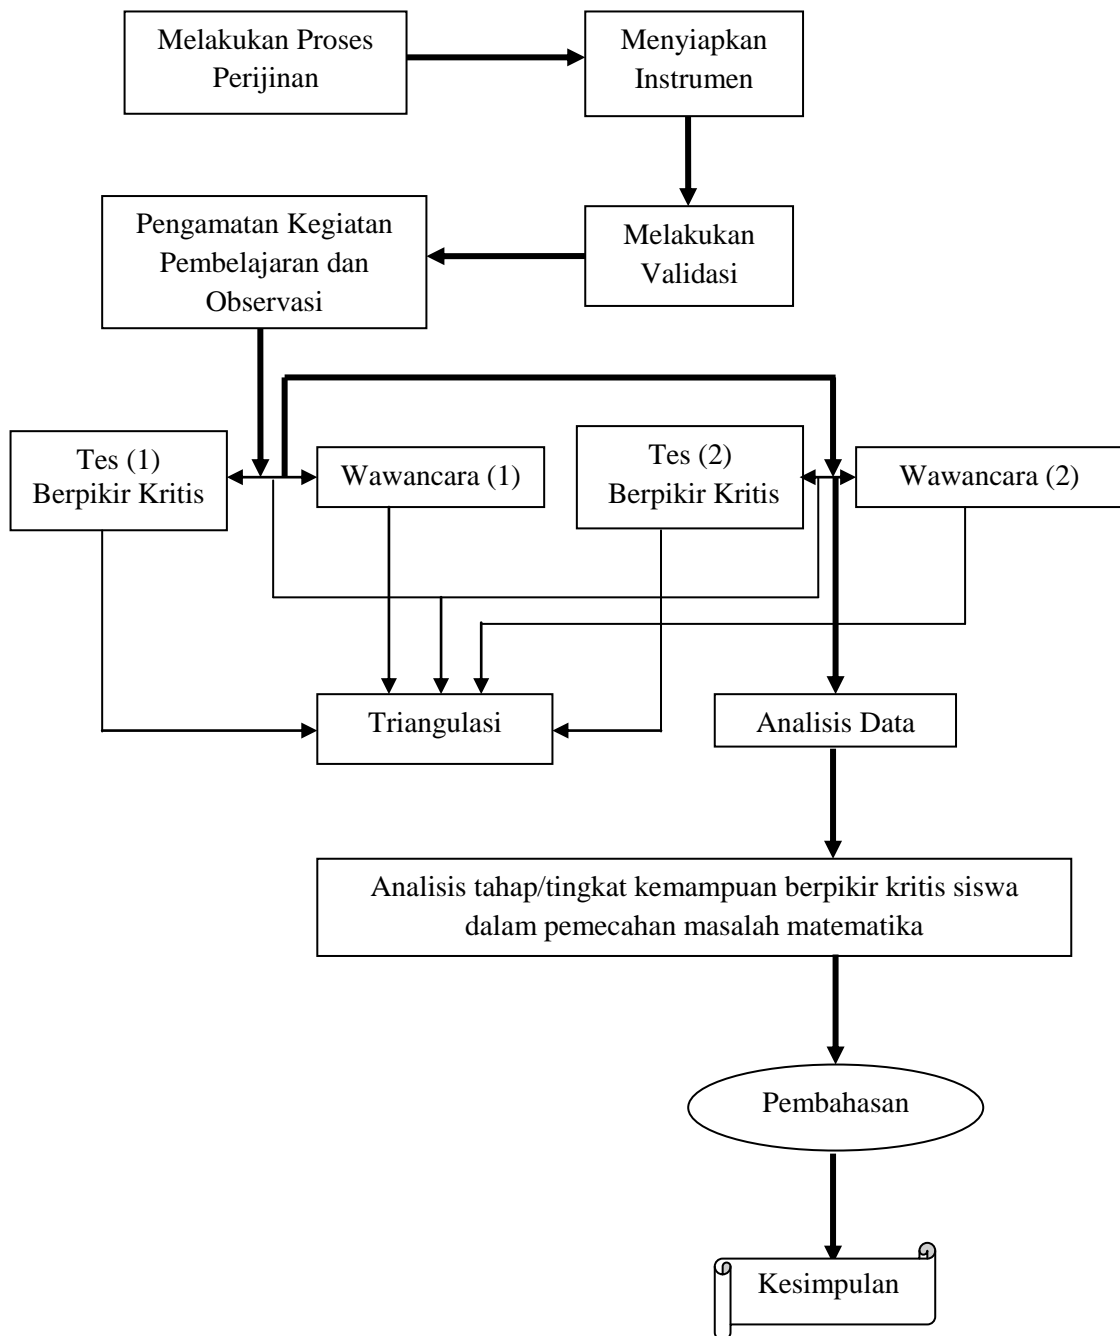 Melakukan Proses
Perijinan
Menyiapkan
Instrumen
Pengamatan Kegiatan
Pembelajaran dan
Observasi
Melakukan
Validasi
Tes (1)
Berpikir Kritis
Wawancara (1)
Tes (2)
Berpikir Kritis
Wawancara (2)
Triangulasi
Analisis Data
Analisis tahap/tingkat kemampuan berpikir kritis siswa
dalam pemecahan masalah matematika
Pembahasan
Kesimpulan